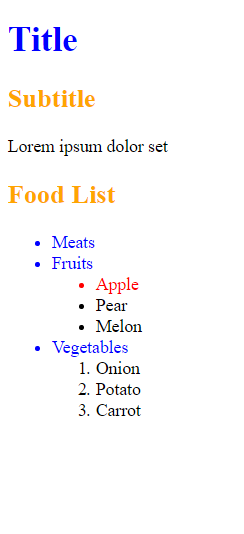 Title
Subtitle
Lorem ipsum dolor set
Food List
• Meats
• Fruits
• Apple
• Pear
• Melon
• Vegetables
1. Onion
2. Potato
3. Carrot